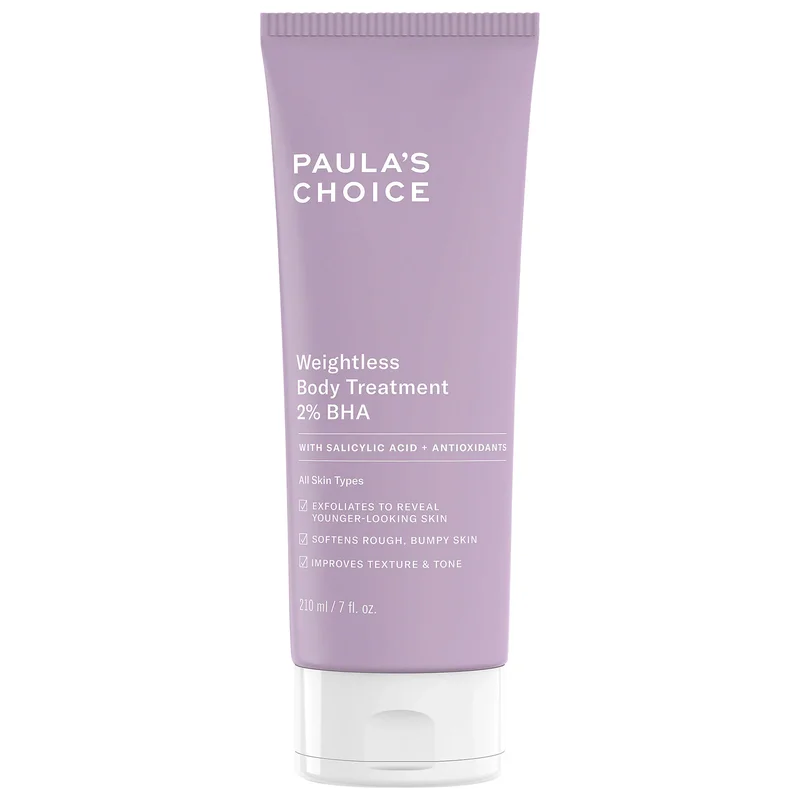 PAULA'S
CHOICE
Weightless
Body Treatment
2% BHA
WITH SALICYLIC ACID + ANTIOXIDANTS
All Skin Types
☑ EXFOLIATES TO REVEAL
YOUNGER-LOOKING SKIN
☑ SOFTENS ROUGH, BUMPY SKIN
☑ IMPROVES TEXTURE & TONE
210 ml / 7 fl. oz.